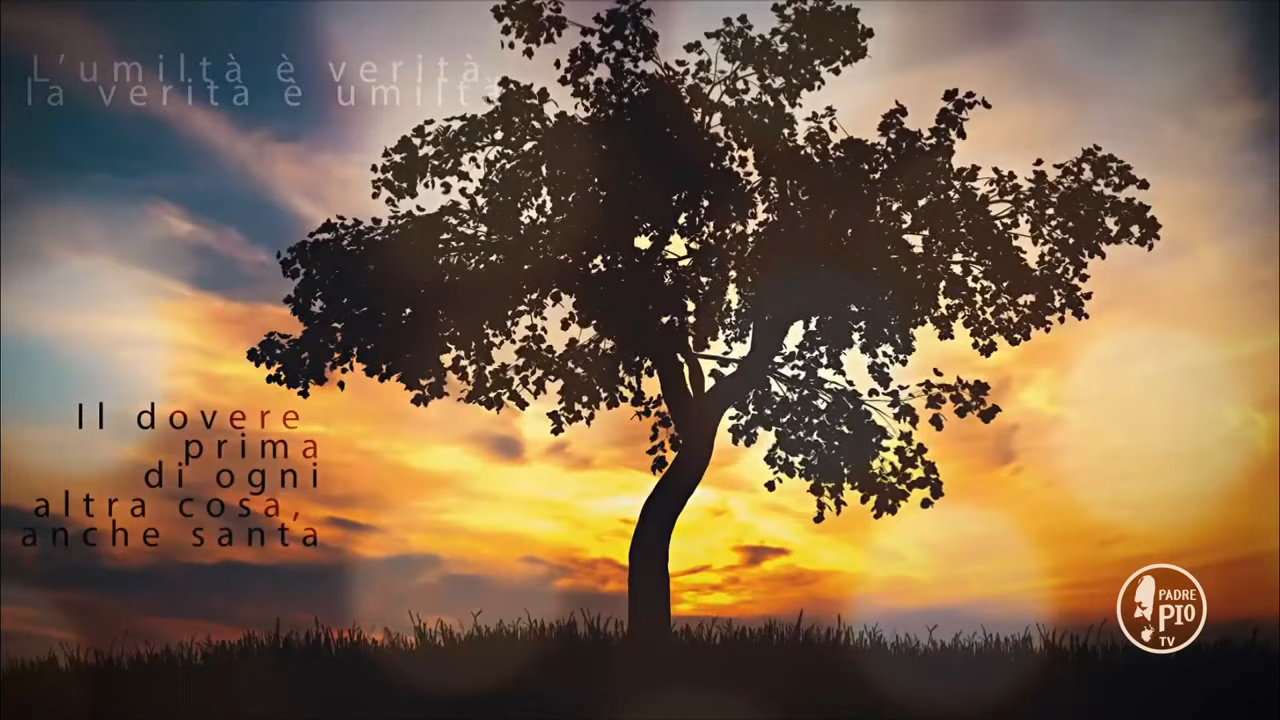 L'umiltà è verità,
la verità è umiltà
Il dovere
prima
di ogni
altra cosa,
anche santa
PADRE
PIO
TV